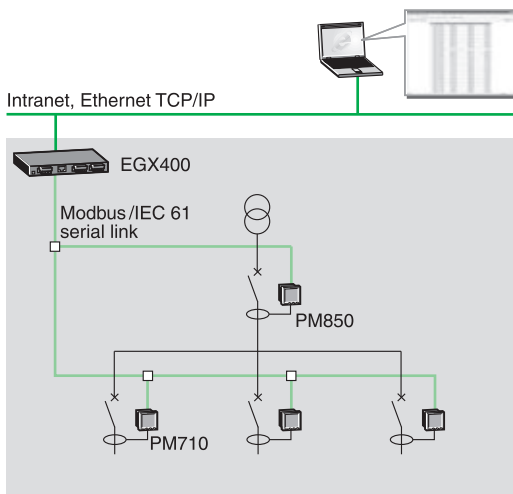 Intranet, Ethernet TCP/IP
EGX400
Modbus/IEC 61
serial link
PM850
PM710